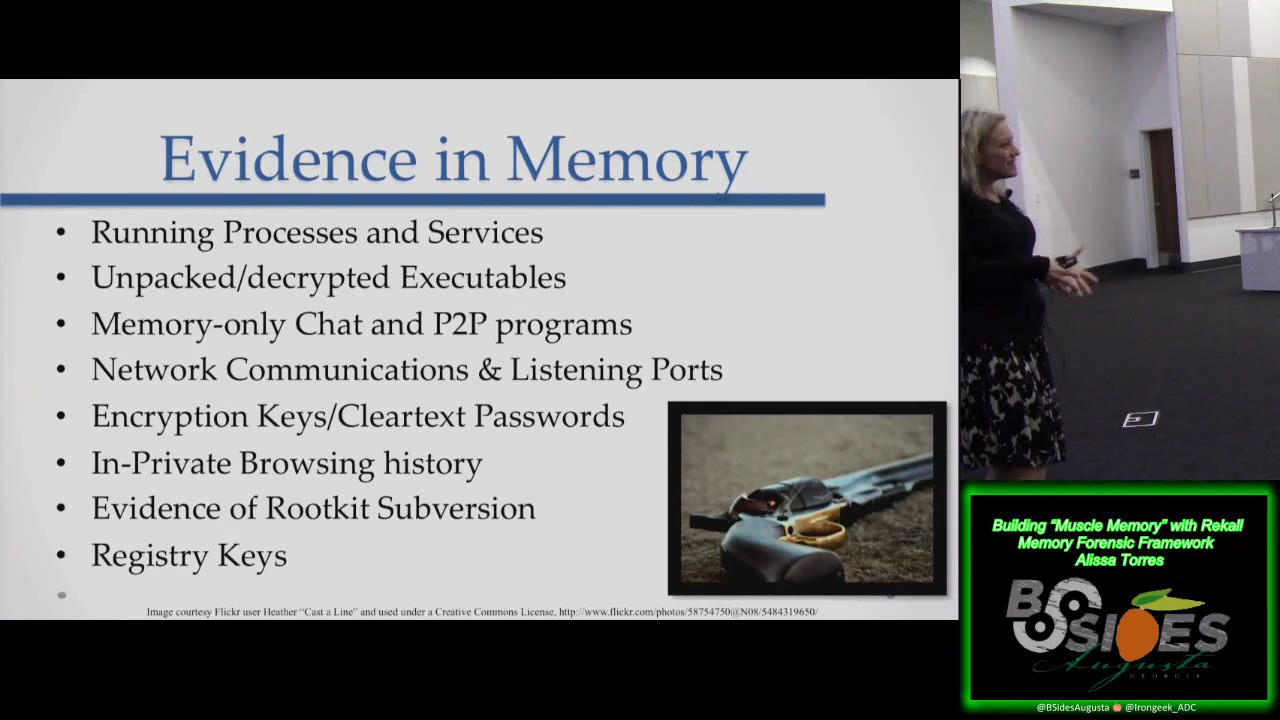 Evidence in Memory
• Running Processes and Services
• Unpacked/decrypted Executables
• Memory-only Chat and P2P programs
• Network Communications & Listening Ports
• Encryption Keys/Cleartext Passwords
• In-Private Browsing history
• Evidence of Rootkit Subversion
• Registry Keys
Image courtesy Flickr user Heather "Cast a Line" and used under a Creative Commons License, http://www.flickr.com/photos/58754750@N08/5484319650/
Building "Muscle Memory" with Rekall
Memory Forensic Framework
Alissa Torres
BSIDES
Augusta
GEORGIA
@BSidesAugusta @Irongeek_ADC